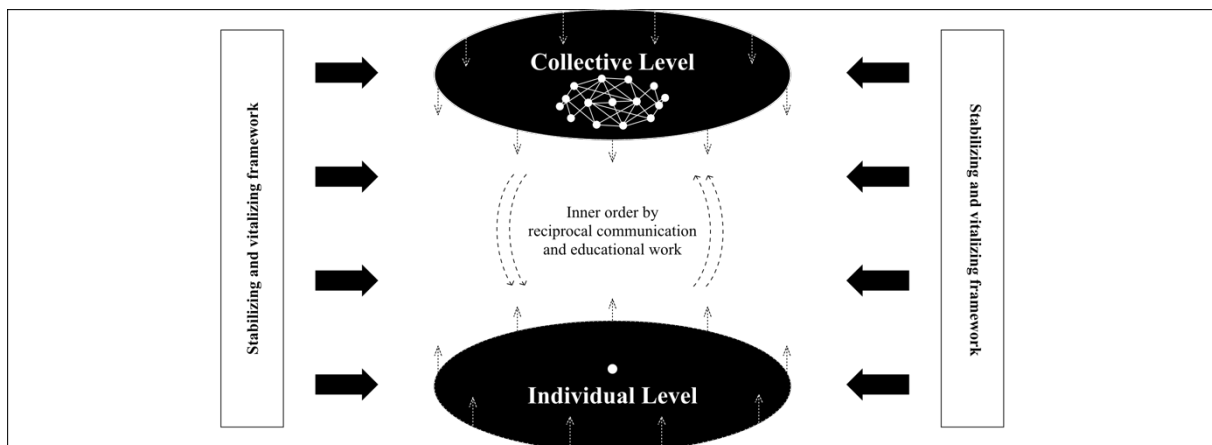 Stabilizing and vitalizing framework
Collective Level
Inner order by
reciprocal communication
and educational work
Individual Level
Stabilizing and vitalizing framework